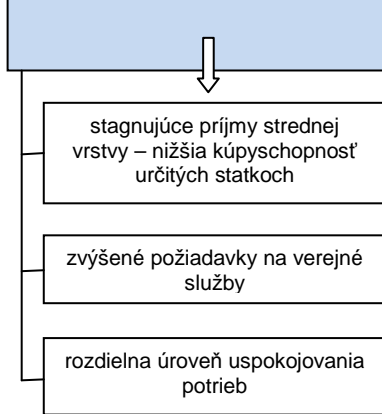 stagnujúce príjmy strednej
vrstvy – nižšia kúpyschopnosť
určitých statkoch
zvýšené požiadavky na verejné
služby
rozdielna úroveň uspokojovania
potrieb